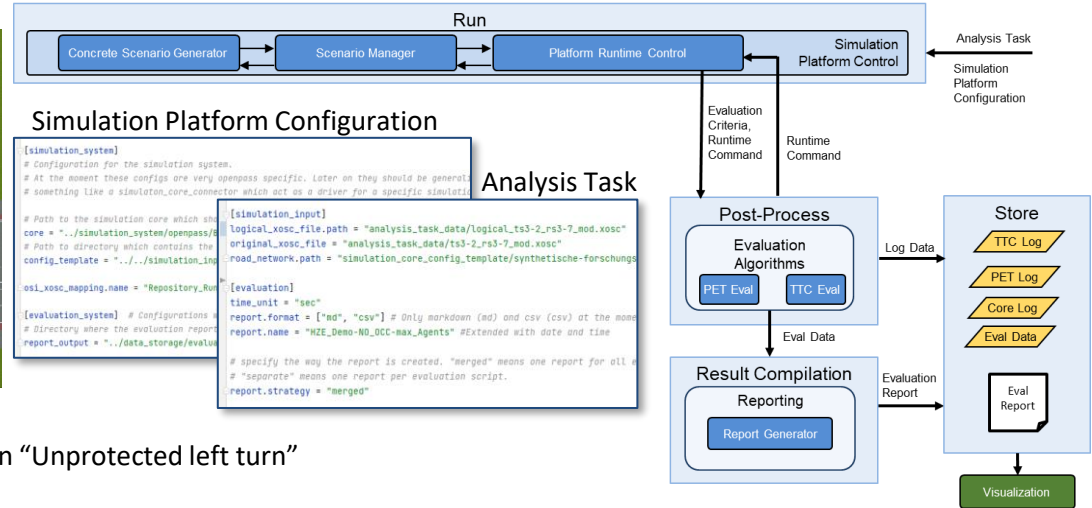 Run
Concrete Scenario Generator
Scenario Manager
Platform Runtime Control
Simulation
Platform Control
Analysis Task
Simulation
Platform
Configuration
Evaluation
Criteria,
Runtime
Command
Runtime
Command
Simulation Platform Configuration
[simulation_system]
# Configuration for the simulation system.
# At the moment these configs are very openpass specific. Later on they should be
# something like a simulaton_core_connector which act as a driver for a specific
# Path to the simulation core which
core = "../simulation_system/openpass/
# Path to directory which contains the
config_template = "../../simulation_
osi_xosc_mapping.name =
[evaluation_system] # Configurations
# Directory where the evaluation
report_output = "../data_storage/
Analysis Task
[simulation_input]
logical_xosc_file.path = "analysis_task_data/logical_ts3-2_rs3-7_mod.xosc"
original_xosc_file = "analysis_task_data/ts3-2_rs3-7_mod.xosc"
road_network.path = "simulation_core_config_template/synthetische-forschungs
[evaluation]
time_unit = "sec"
report.format = ["md", "csv"] # Only markdown (md) and csv (csv) at the
report.name = "HZE_Demo-NO_OCC-max_Agents" #Extended with date and time
# specify the way the report is created. "merged" means one report for all
# "separate" means one report per evaluation script.
report.strategy = "merged"
Post-Process
Evaluation
Algorithms
PET Eval
TTC Eval
Log Data
Eval Data
Result Compilation
Reporting
Report Generator
Evaluation
Report
Store
TTC Log
PET Log
Core Log
Eval Data
Eval
Report
Visualization
“Unprotected left turn”